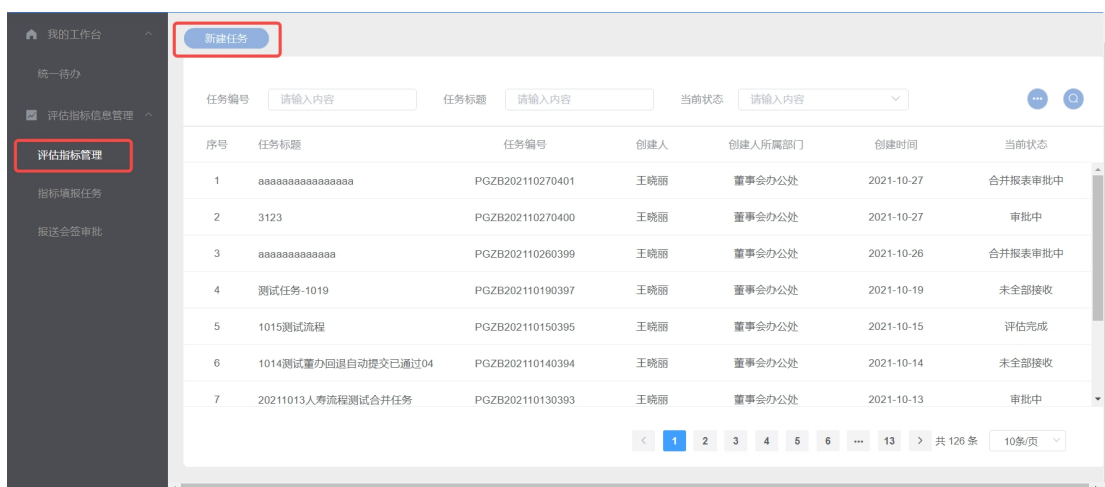 我的工作台
统一待办
评估指标信息管理
评估指标管理
指标填报任务
报送会签审批
新建任务
任务编号 请输入内容 任务标题 请输入内容 当前状态 请输入内容
序号 任务标题 任务编号 创建人 创建人所属部门 创建时间 当前状态
1 aaaaaaaaaaaaaaaa PGZB202110270401 王晓丽 董事会办公处 2021-10-27 合并报表审批中
2 3123 PGZB202110270400 王晓丽 董事会办公处 2021-10-27 审批中
3 aaaaaaaaaaaaa PGZB202110260399 王晓丽 董事会办公处 2021-10-26 合并报表审批中
4 测试任务-1019 PGZB202110190397 王晓丽 董事会办公处 2021-10-19 未全部接收
5 1015测试流程 PGZB202110150395 王晓丽 董事会办公处 2021-10-15 评估完成
6 1014测试董办回退自动提交已通过04 PGZB202110140394 王晓丽 董事会办公处 2021-10-14 未全部接收
7 20211013人寿流程测试合并任务 PGZB202110130393 王晓丽 董事会办公处 2021-10-13 审批中
< 1 2 3 4 5 6 ••• 13 > 共 126 条 10条/页